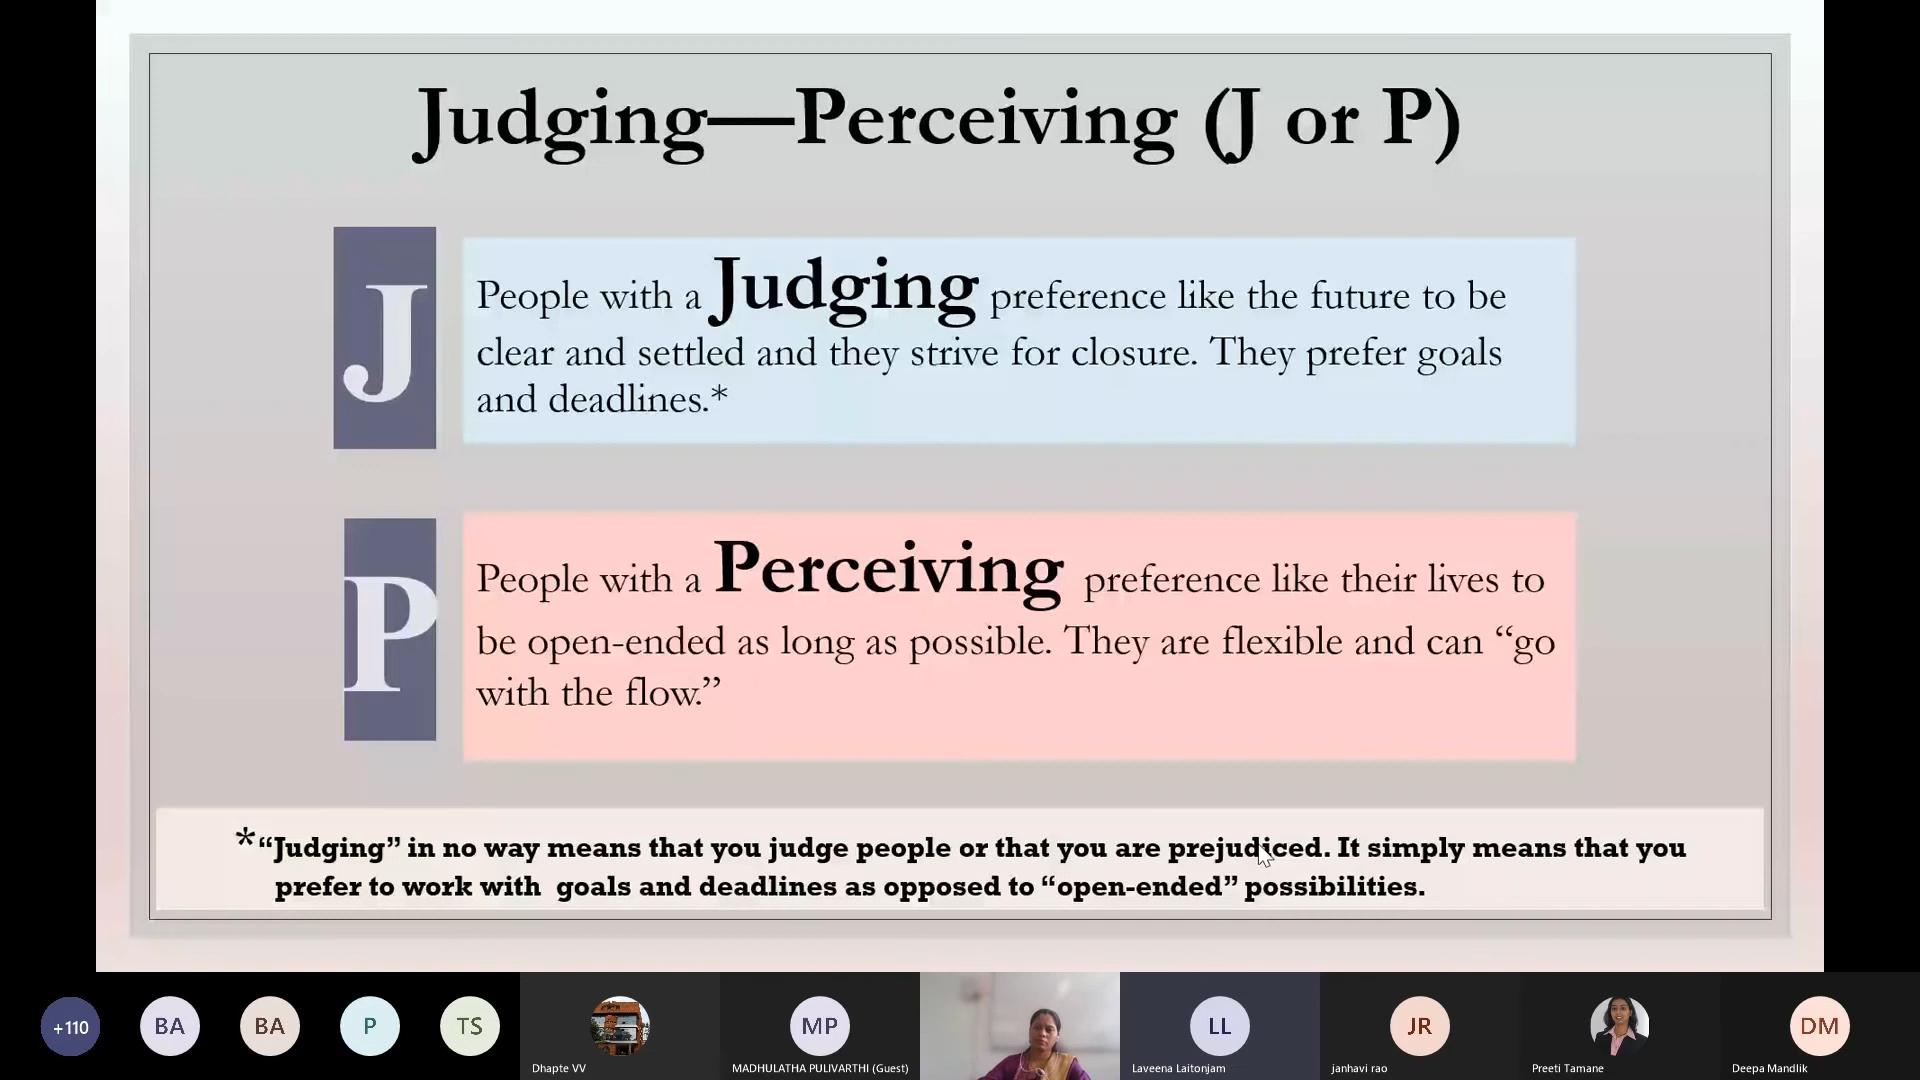 Judging—Perceiving (J or P)
J
People with a Judging preference like the future to be
clear and settled and they strive for closure. They prefer goals
and deadlines.*
P
People with a Perceiving preference like their lives to
be open-ended as long as possible. They are flexible and can “go
with the flow.”
*“Judging” in no way means that you judge people or that you are prejudiced. It simply means that you
prefer to work with goals and deadlines as opposed to “open-ended” possibilities.
+110
BA
BA
P
TS
Dhapte VV
MP
MADHULATHA PULIVARTHI (Guest)
LL
Laveena Laitonjam
JR
janhavi rao
Preeti Tamane
DM
Deepa Mandlik